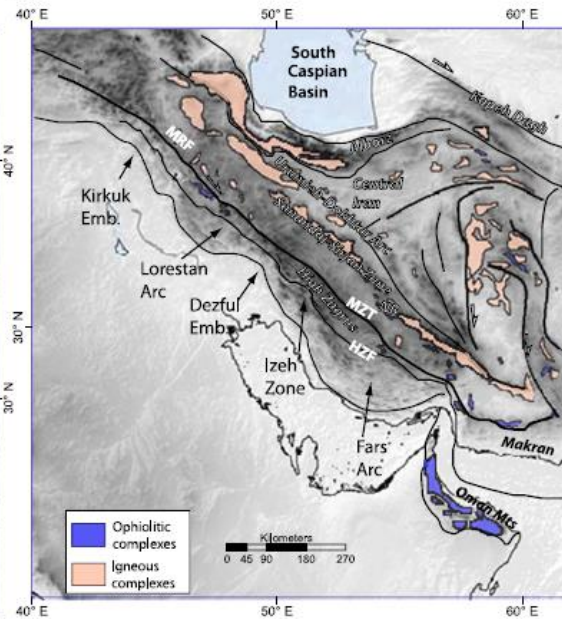 40° E
50° E
60° E
South
Caspian
Basin
Kopeh Dagh
Alborz
MRF
40° N
Central
Iran
Kirkuk
Emb.
Lorestan
Arc
Dezful
Emb.
High Zagros
MZT
HZF
30° N
Izeh
Zone
30° N
Fars
Arc
Makran
Oman Mts
Ophiolitic
complexes
Igneous
complexes
Kilometers
0 45 90 180 270
40° E
50° E
60° E